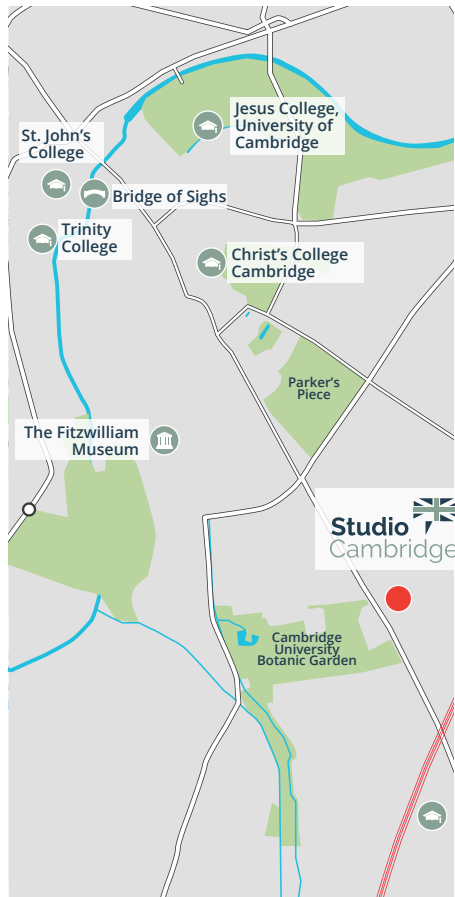 Jesus College,
University of
Cambridge
St. John's
College
Bridge of Sighs
Trinity
College
Christ's College
Cambridge
Parker's
Piece
The Fitzwilliam
Museum
Studio
Cambridge
Cambridge
University
Botanic Garden